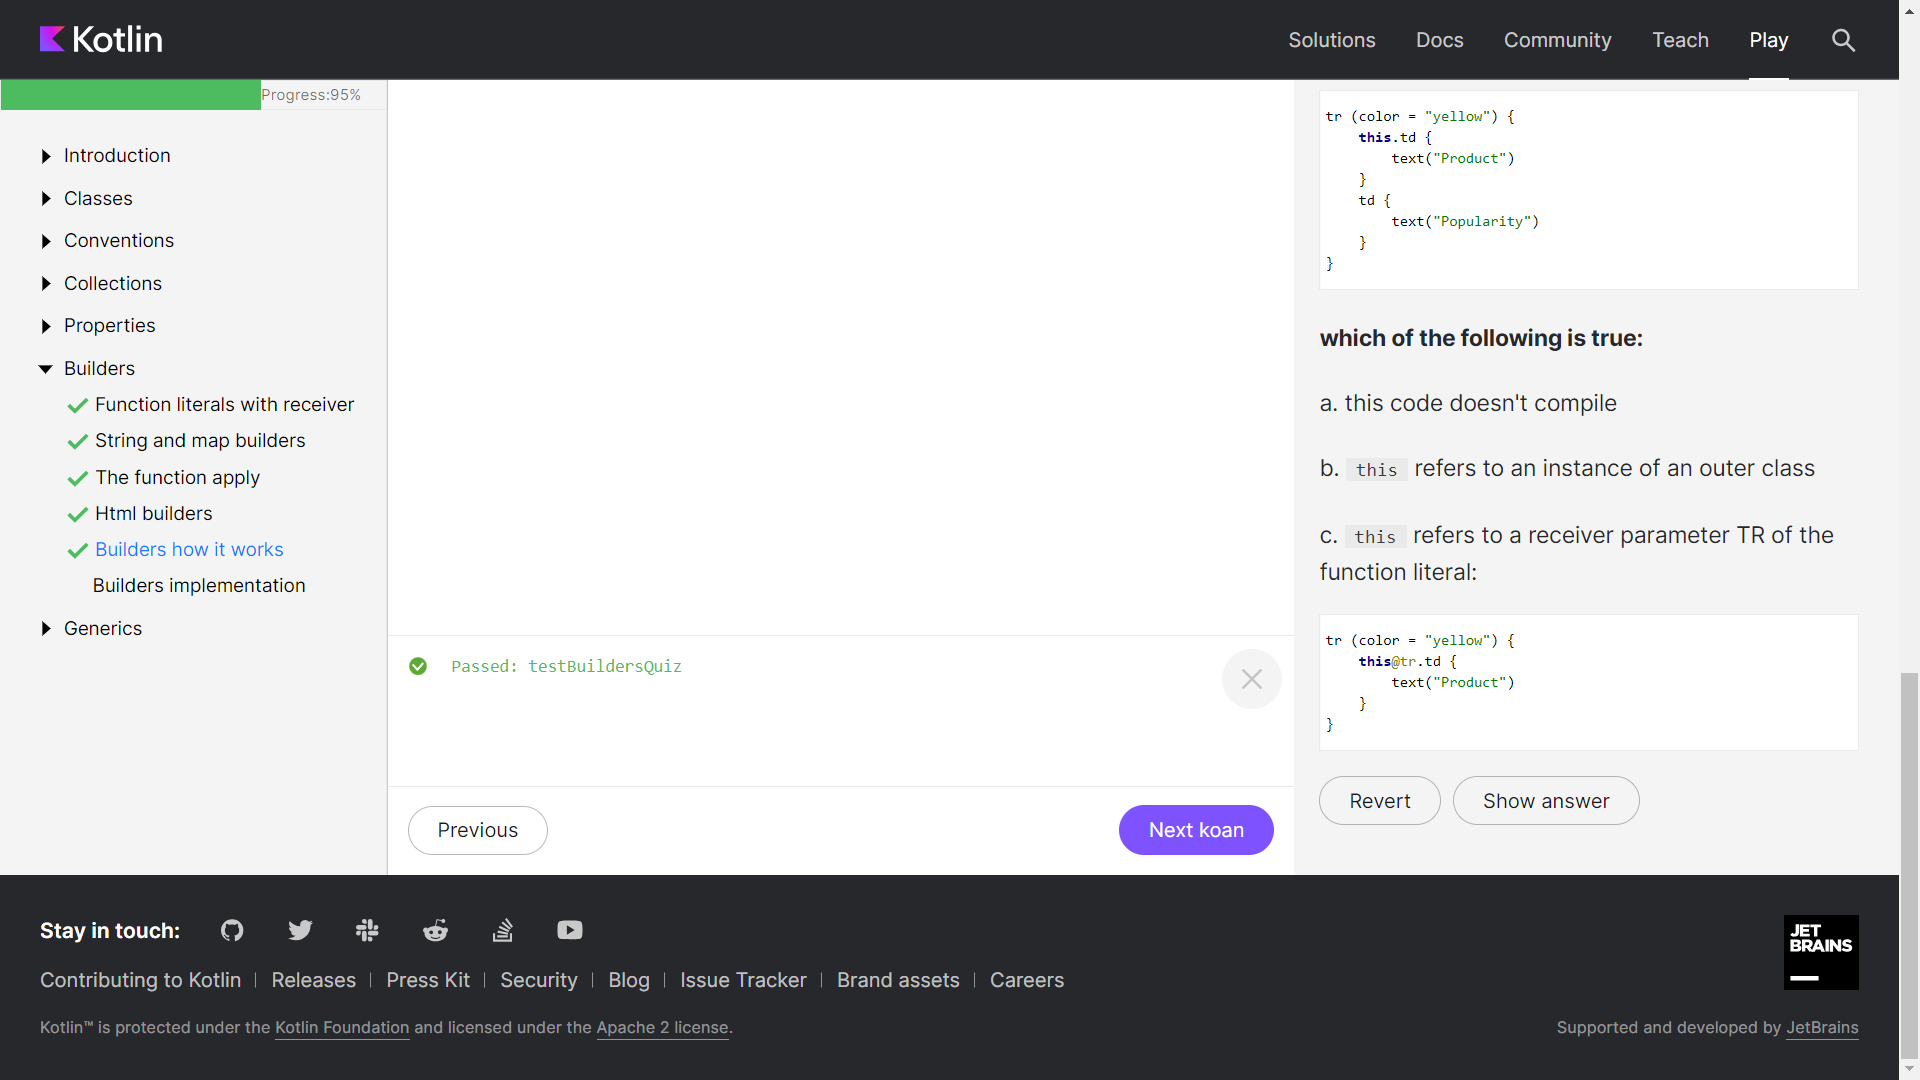 Kotlin
Solutions
Docs
Community
Teach
Play
Progress:95%
Introduction
Classes
Conventions
Collections
Properties
Builders
Function literals with receiver
String and map builders
The function apply
Html builders
Builders how it works
Builders implementation
Generics
Passed: testBuildersQuiz
Previous
Next koan
tr (color = "yellow") {
    this.td {
        text("Product")
    }
    td {
        text("Popularity")
    }
}
which of the following is true:
a. this code doesn't compile
b. this refers to an instance of an outer class
c. this refers to a receiver parameter TR of the
function literal:
tr (color = "yellow") {
    this@tr.td {
        text("Product")
    }
}
Revert
Show answer
Stay in touch:
Contributing to Kotlin | Releases | Press Kit | Security | Blog | Issue Tracker | Brand assets | Careers
Kotlin™ is protected under the Kotlin Foundation and licensed under the Apache 2 license.
JET
BRAINS
Supported and developed by JetBrains